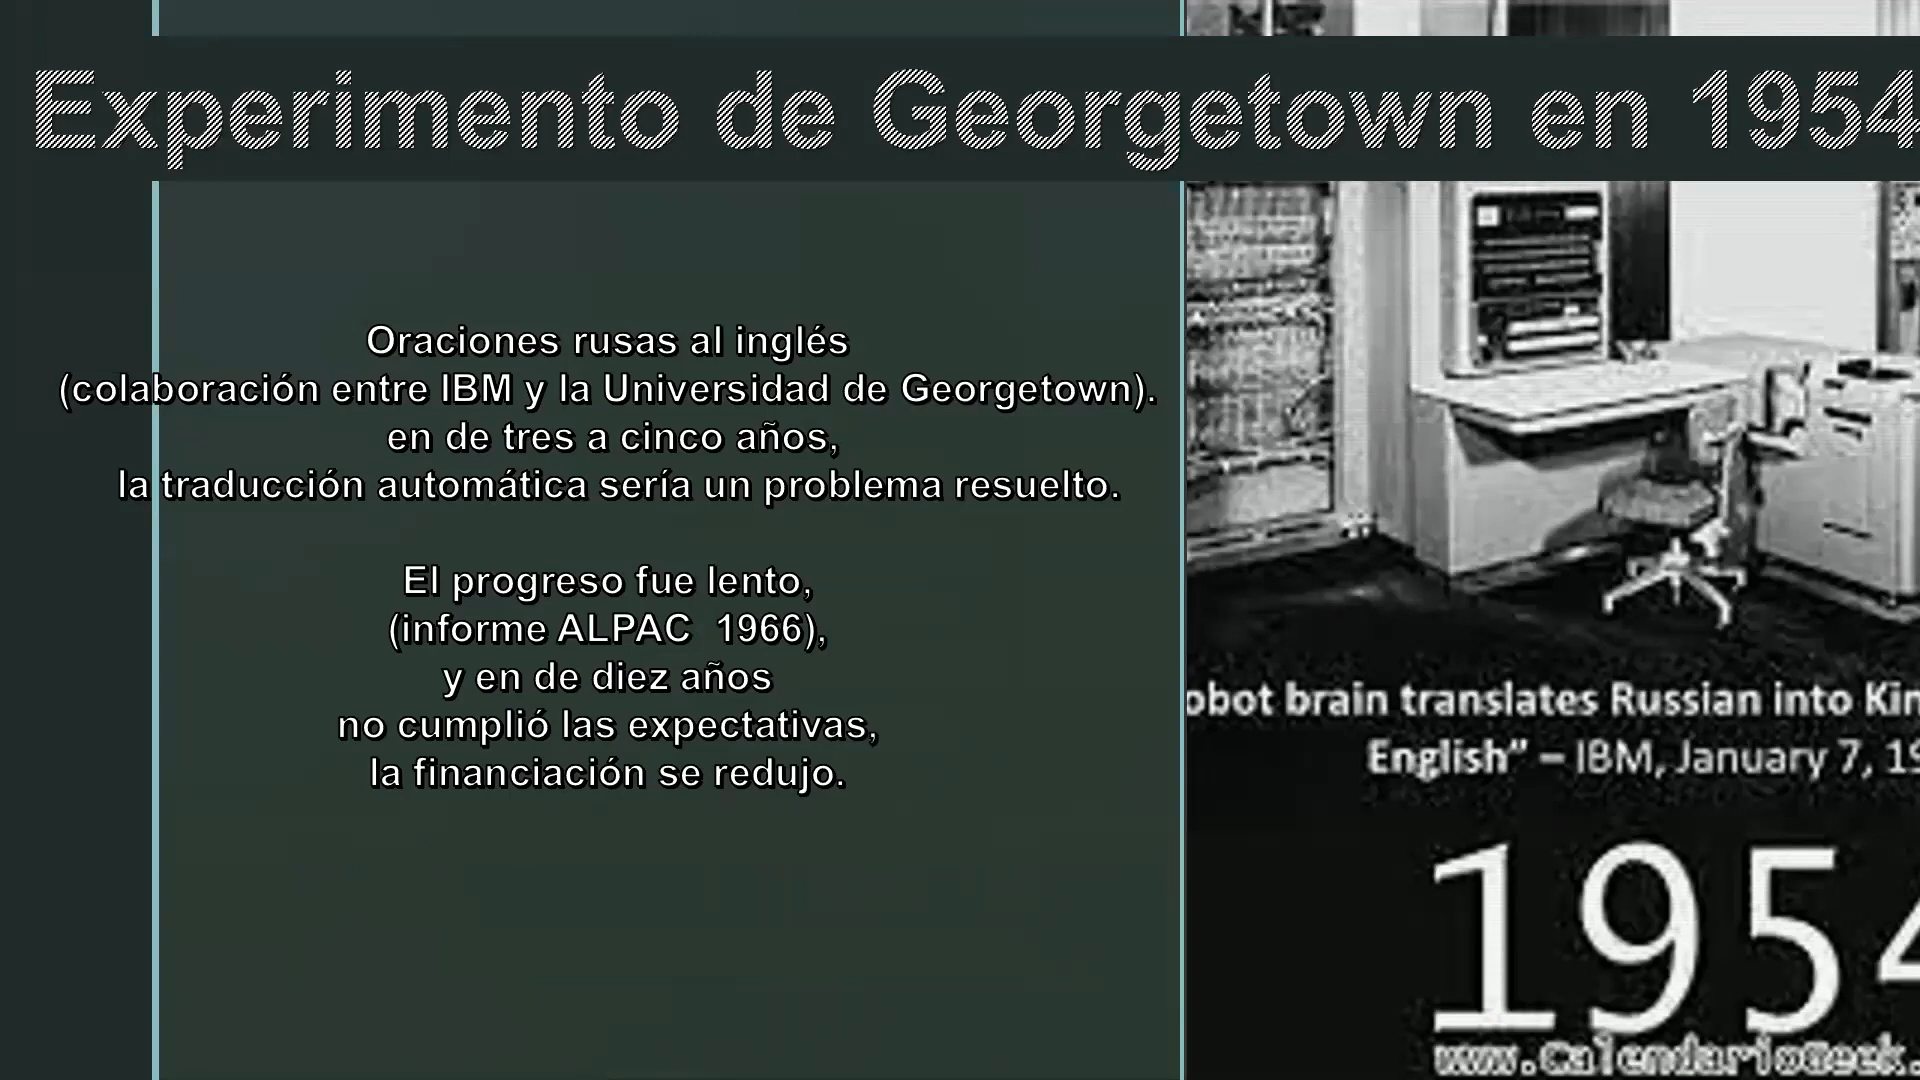 Experimento de Georgetown en 1954
Oraciones rusas al inglés
(colaboración entre IBM y la Universidad de Georgetown).
en de tres a cinco años,
la traducción automática sería un problema resuelto.
El progreso fue lento,
(informe ALPAC 1966),
y en de diez años
no cumplió las expectativas,
la financiación se redujo.
obot brain translates Russian into Kin
English” – IBM, January 7, 19
1954
www.CalendarioGeek.